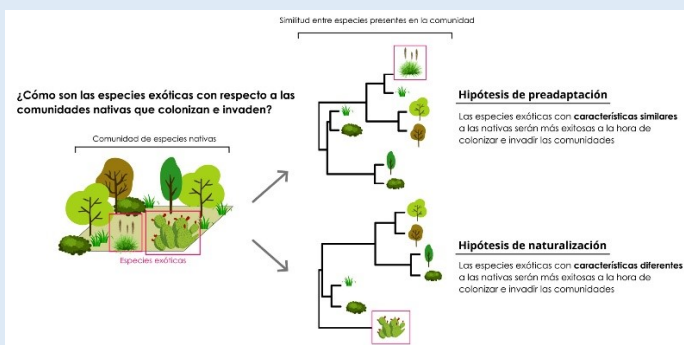 Similitud entre especies presentes en la comunidad
¿Cómo son las especies exóticas con respecto a las
comunidades nativas que colonizan e invaden?
Comunidad de especies nativas
Especies exóticas
Hipótesis de preadaptación
Las especies exóticas con características similares
a las nativas serán más exitosas a la hora de
colonizar e invadir las comunidades
Hipótesis de naturalización
Las especies exóticas con características diferentes
a las nativas serán más exitosas a la hora de
colonizar e invadir las comunidades